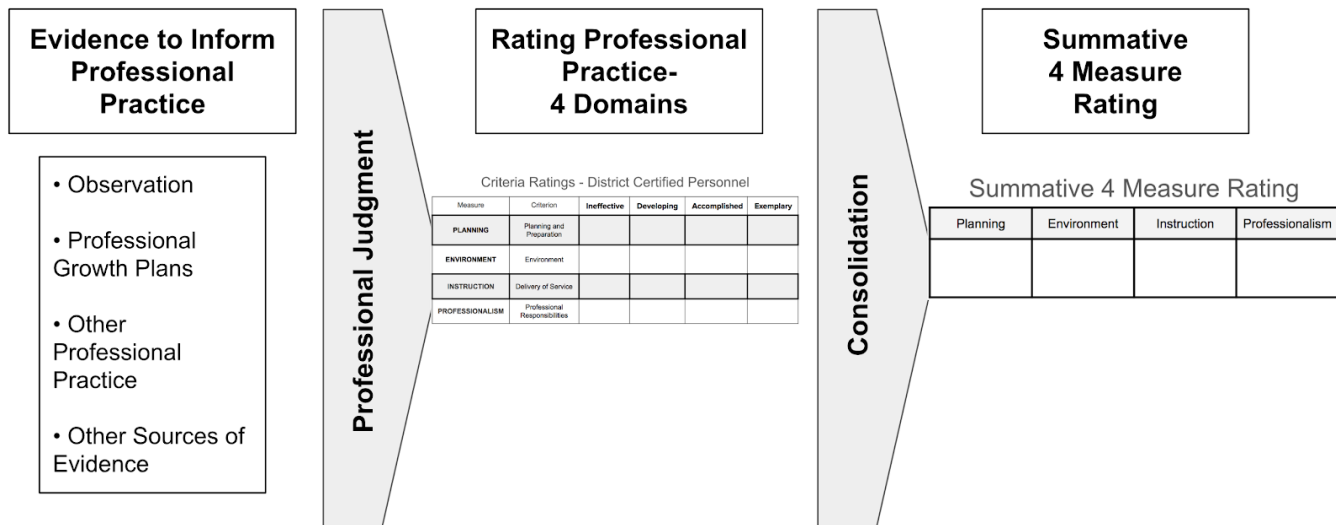 Evidence to Inform
Professional
Practice
• Observation
• Professional
Growth Plans
• Other
Professional
Practice
• Other Sources of
Evidence
Professional Judgment
Rating Professional
Practice-
4 Domains
Criteria Ratings - District Certified Personnel
Measure Criterion Ineffective Developing Accomplished Exemplary
PLANNING Planning and
Preparation
ENVIRONMENT Environment
INSTRUCTION Delivery of Service
PROFESSIONALISM Professional
Responsibilities
Consolidation
Summative
4 Measure
Rating
Summative 4 Measure Rating
Planning Environment Instruction Professionalism